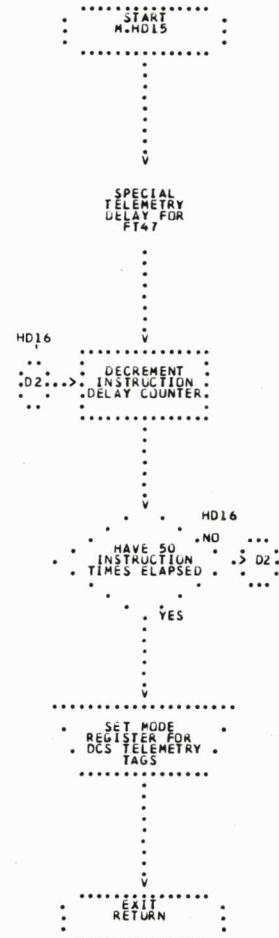 START
M.HD15
SPECIAL
TELEMETRY
DELAY FOR
FT47
HD16
D2
DECREMENT
INSTRUCTION
DELAY COUNTER
HD16
NO
HAVE 50
INSTRUCTION
TIMES ELAPSED
D2
YES
SET MODE
REGISTER FOR
DCS TELEMETRY
TAGS
EXIT
RETURN